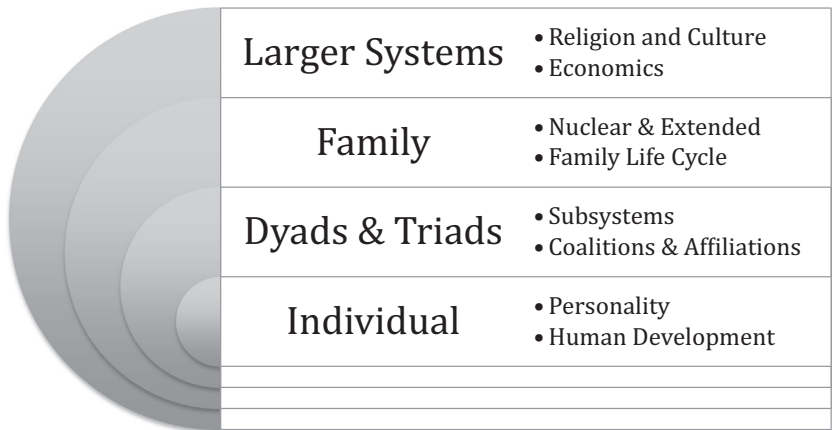 Larger Systems
• Religion and Culture
• Economics
Family
• Nuclear & Extended
• Family Life Cycle
Dyads & Triads
• Subsystems
• Coalitions & Affiliations
Individual
• Personality
• Human Development